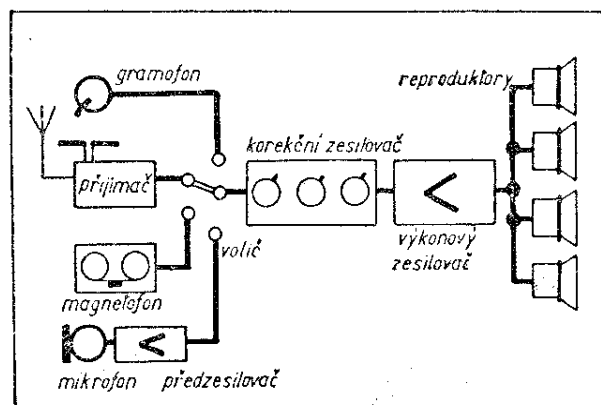 gramofon
reproduktory
korekční zesilovač
přijímač
volič
výkonový
zesilovač
magnetofon
mikrofon
předzesilovač